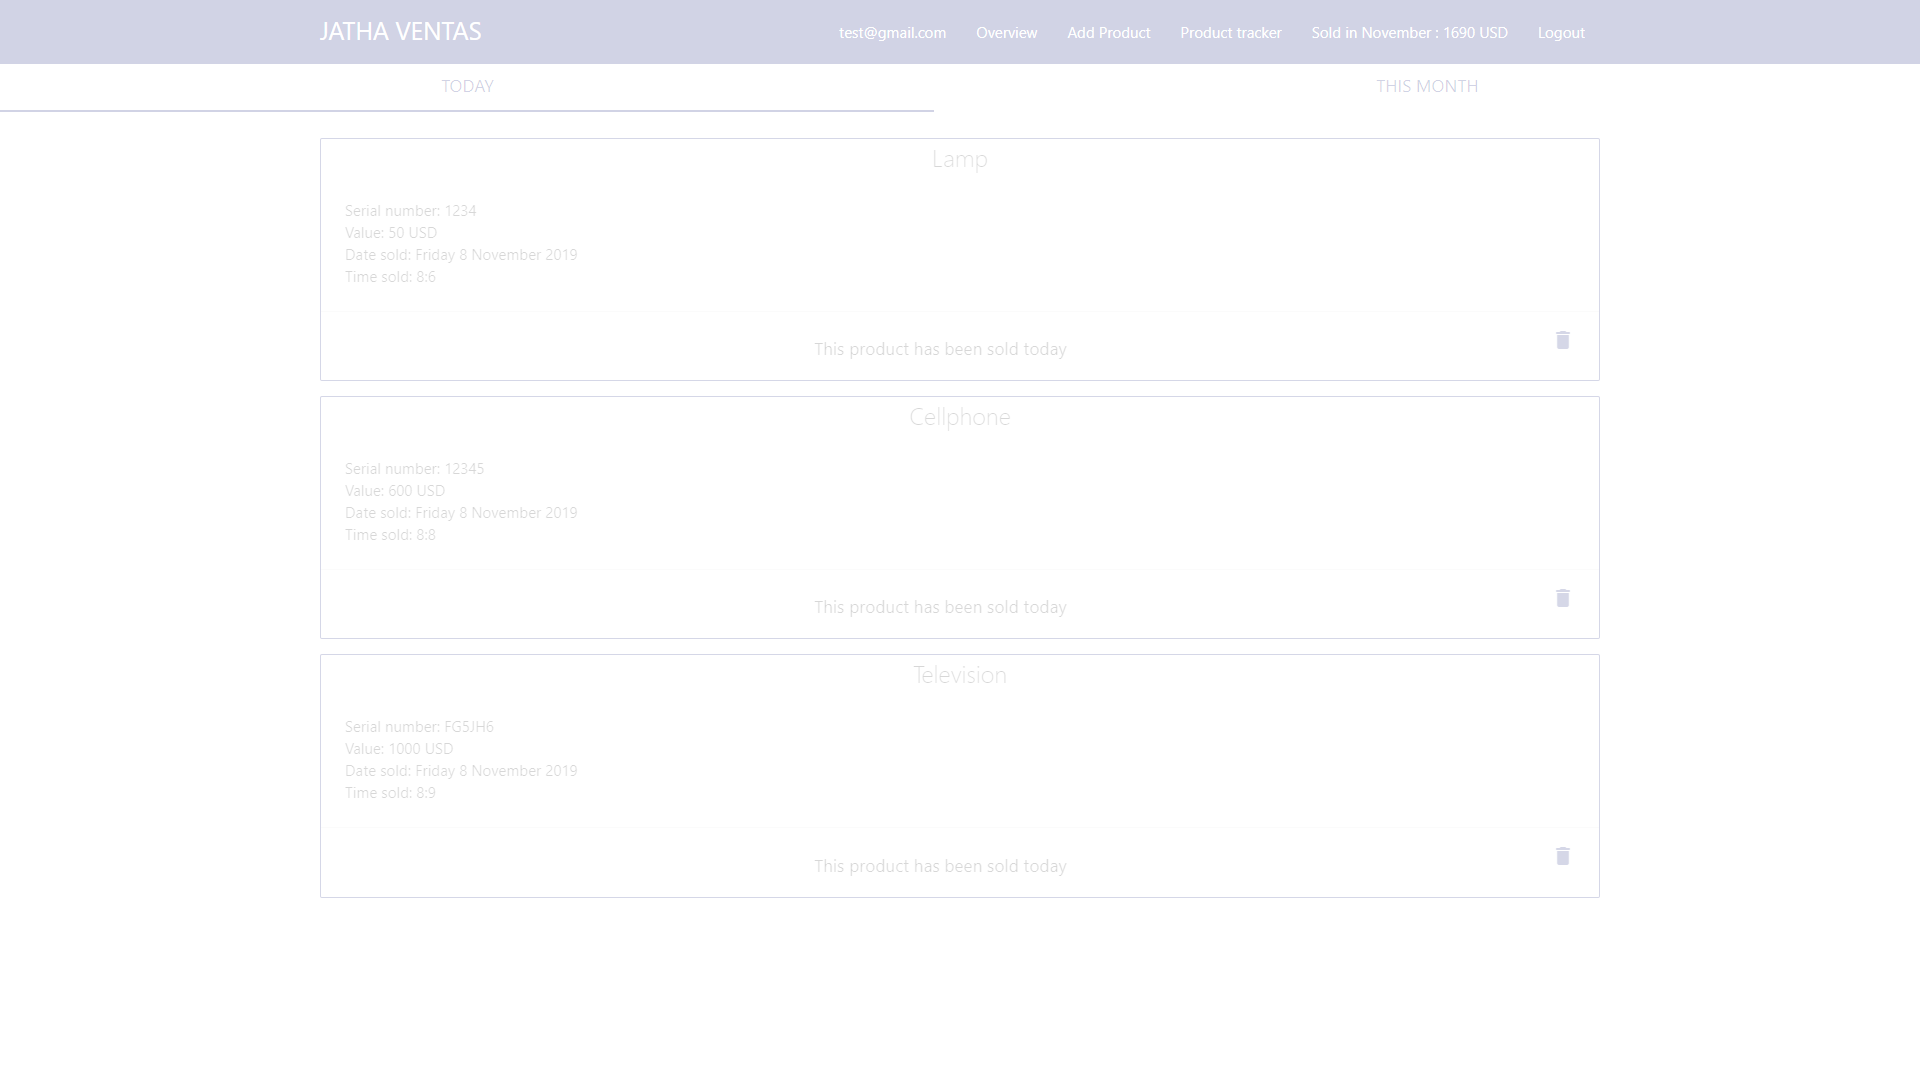 JATHA VENTAS
test@gmail.com Overview Add Product Product tracker Sold in November : 1690 USD Logout
TODAY THIS MONTH
Lamp
Serial number: 1234
Value: 50 USD
Date sold: Friday 8 November 2019
Time sold: 8:6
This product has been sold today
Cellphone
Serial number: 12345
Value: 600 USD
Date sold: Friday 8 November 2019
Time sold: 8:8
This product has been sold today
Television
Serial number: FG5JH6
Value: 1000 USD
Date sold: Friday 8 November 2019
Time sold: 8:9
This product has been sold today